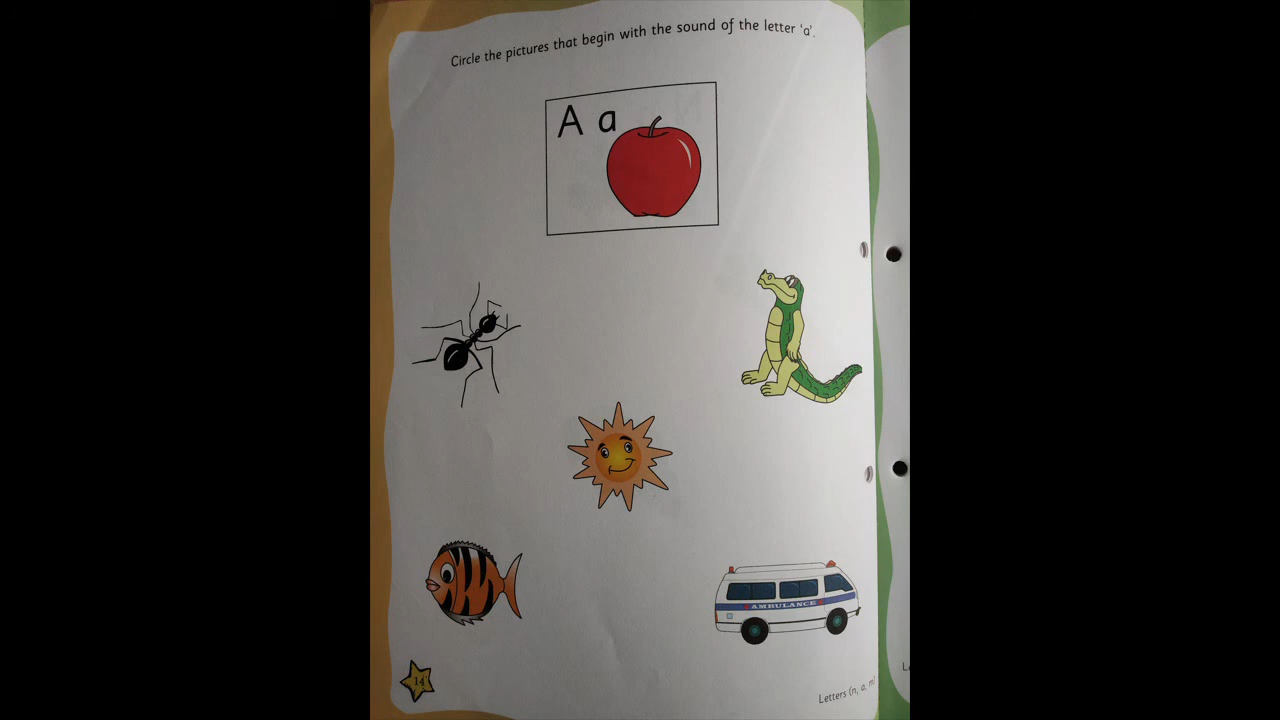 Circle the pictures that begin with the sound of the letter ‘a’.
A a
AMBULANCE
14
Letters (n, a, m)